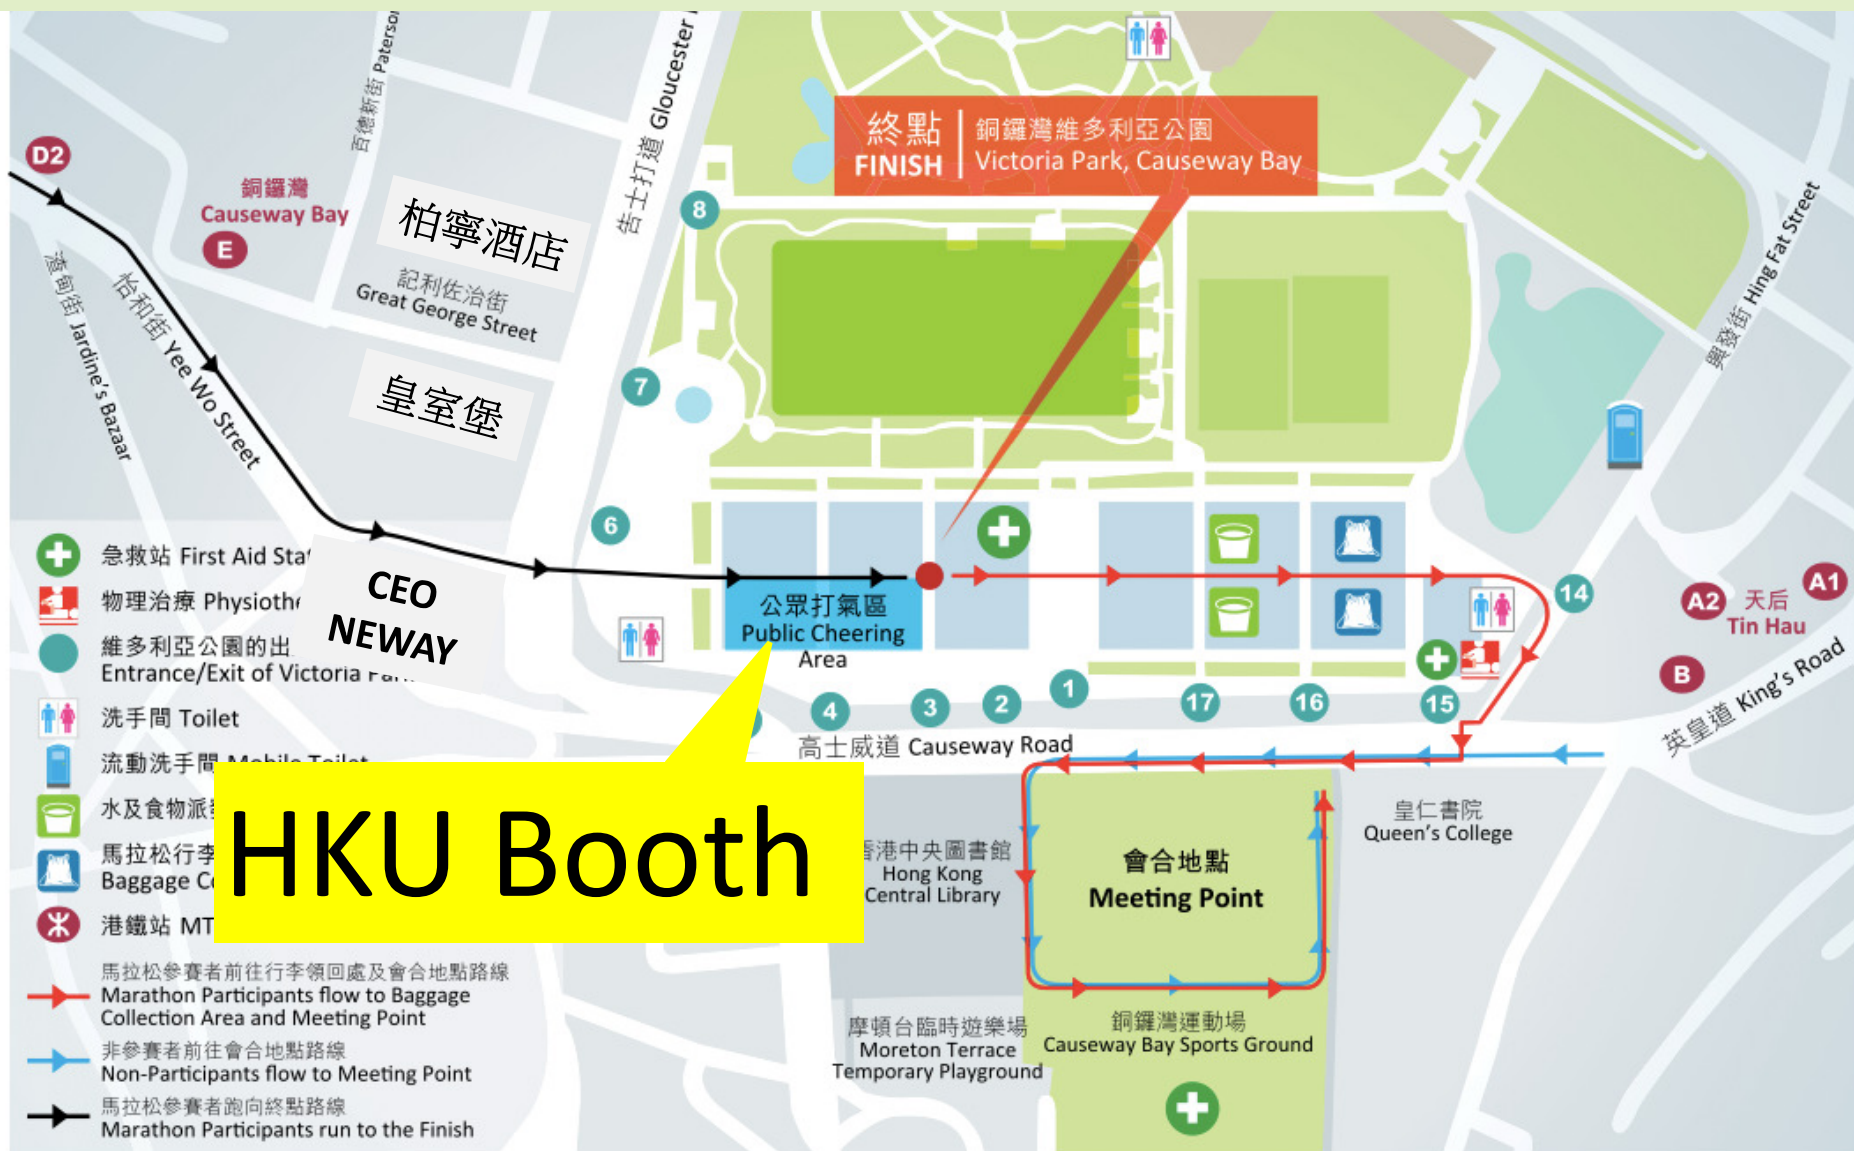 百德新街 Paterson
告士打道 Gloucester
終點
FINISH
銅鑼灣維多利亞公園
Victoria Park, Causeway Bay
D2
銅鑼灣
Causeway Bay
E
柏寧酒店
記利佐治街
Great George Street
皇室堡
渣甸街 Jardine's Bazaar
怡和街 Yee Wo Street
8
7
6
興發街 Hing Fat Street
CEO
NEWAY
公眾打氣區
Public Cheering
Area
14
A2
天后
Tin Hau
A1
B
英皇道 King's Road
4
3
2
1
17
16
15
高士威道 Causeway Road
HKU Booth
香港中央圖書館
Hong Kong
Central Library
會合地點
Meeting Point
皇仁書院
Queen's College
摩頓台臨時遊樂場
Moreton Terrace
Temporary Playground
銅鑼灣運動場
Causeway Bay Sports Ground
急救站 First Aid
物理治療
維多利亞公園的出
Entrance/Exit of Victoria
洗手間 Toilet
流動洗手間 Mobile Toilet
水及食物派
馬拉松行李
Baggage
港鐵站
馬拉松參賽者前往行李領回處及會合地點路線
Marathon Participants flow to Baggage
Collection Area and Meeting Point
非參賽者前往會合地點路線
Non-Participants flow to Meeting Point
馬拉松參賽者跑向終點路線
Marathon Participants run to the Finish